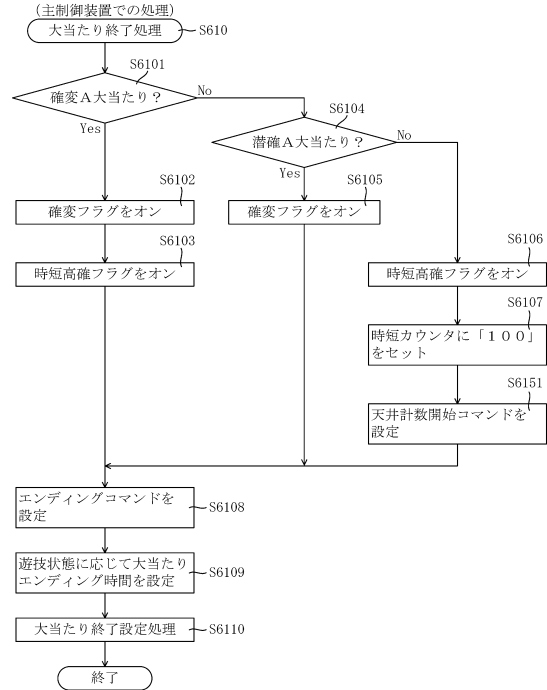 (主制御装置での処理)
大当たり終了処理
S610
S6101
確変A大当たり?
No
Yes
S6104
潜確A大当たり?
No
Yes
S6102
確変フラグをオン
S6105
確変フラグをオン
S6103
時短高確フラグをオン
S6106
時短高確フラグをオン
S6107
時短カウンタに「100」
をセット
S6151
天井計数開始コマンドを
設定
エンディングコマンドを
設定
S6108
遊技状態に応じて大当たり
エンディング時間を設定
S6109
大当たり終了設定処理
S6110
終了